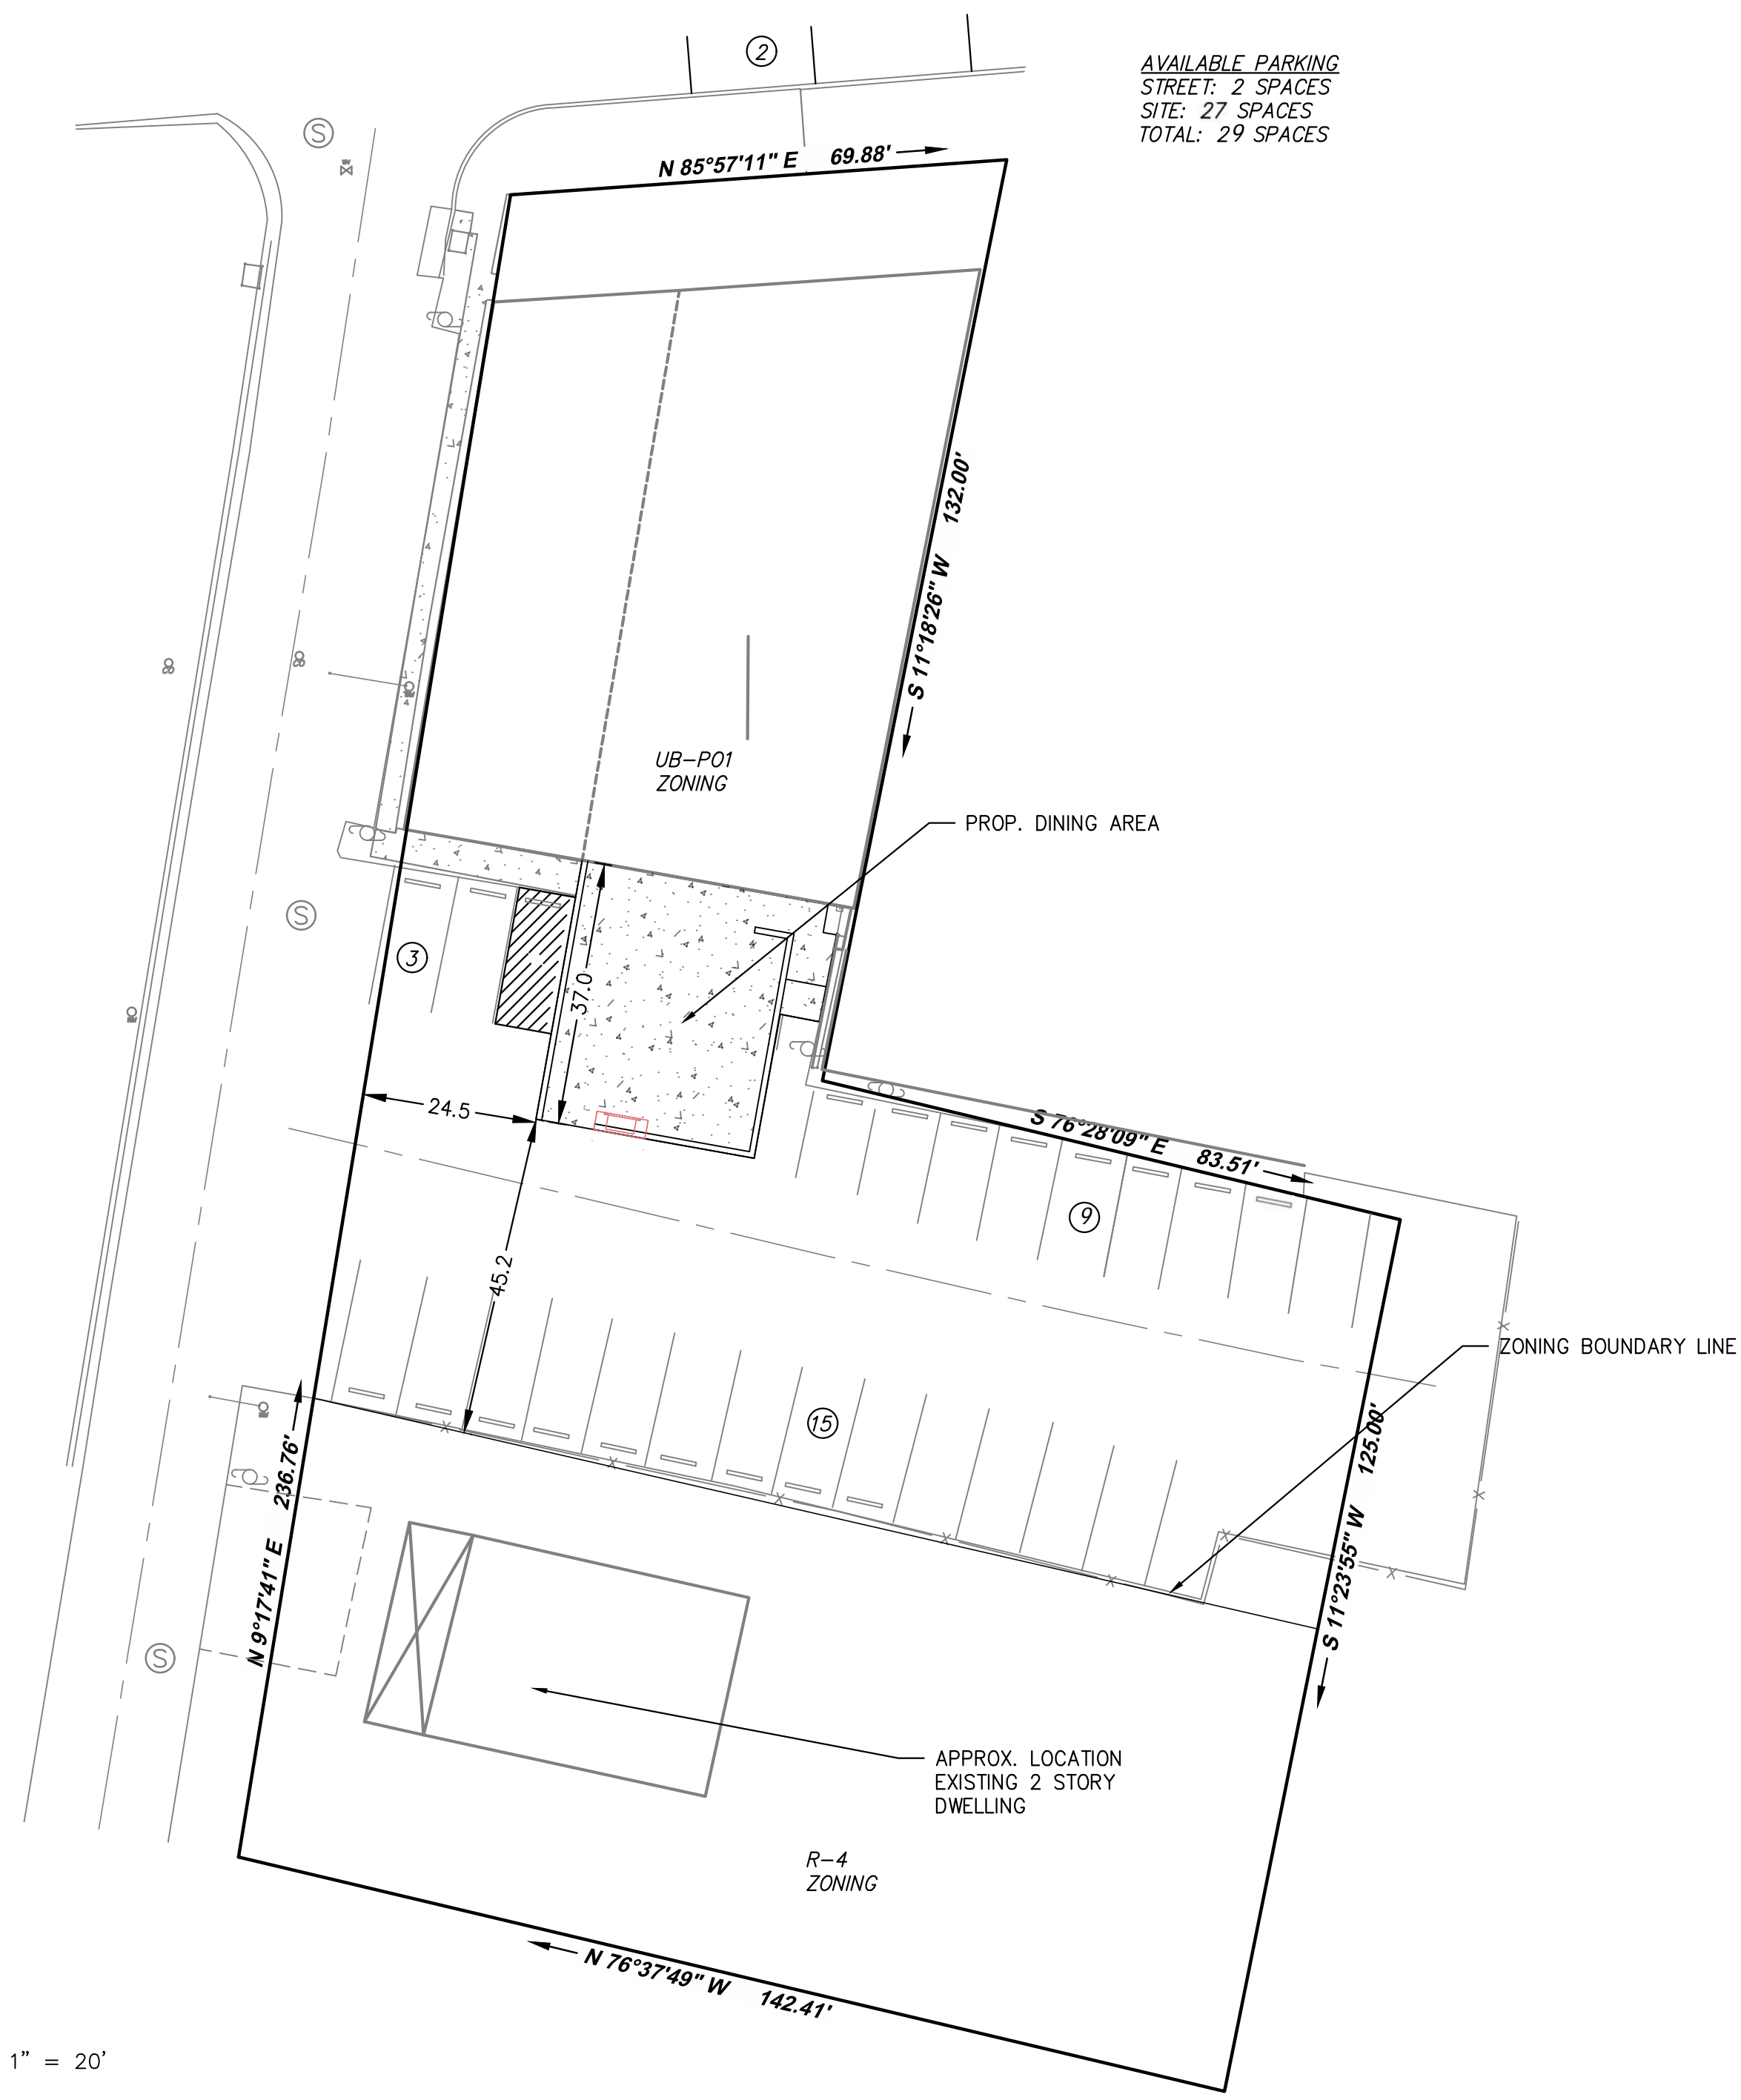 2
AVAILABLE PARKING
STREET: 2 SPACES
SITE: 27 SPACES
TOTAL: 29 SPACES
S
N 85°57'11" E 69.88'
S 11°18'26" W 132.00'
UB-PO1
ZONING
PROP. DINING AREA
S
3
37.0
24.5
S 76°28'09" E 83.51'
9
45.2
ZONING BOUNDARY LINE
15
N 9°17'41" E 236.76'
S 11°23'55" W 125.00'
S
APPROX. LOCATION
EXISTING 2 STORY
DWELLING
R-4
ZONING
N 76°37'49" W 142.41'
1" = 20'